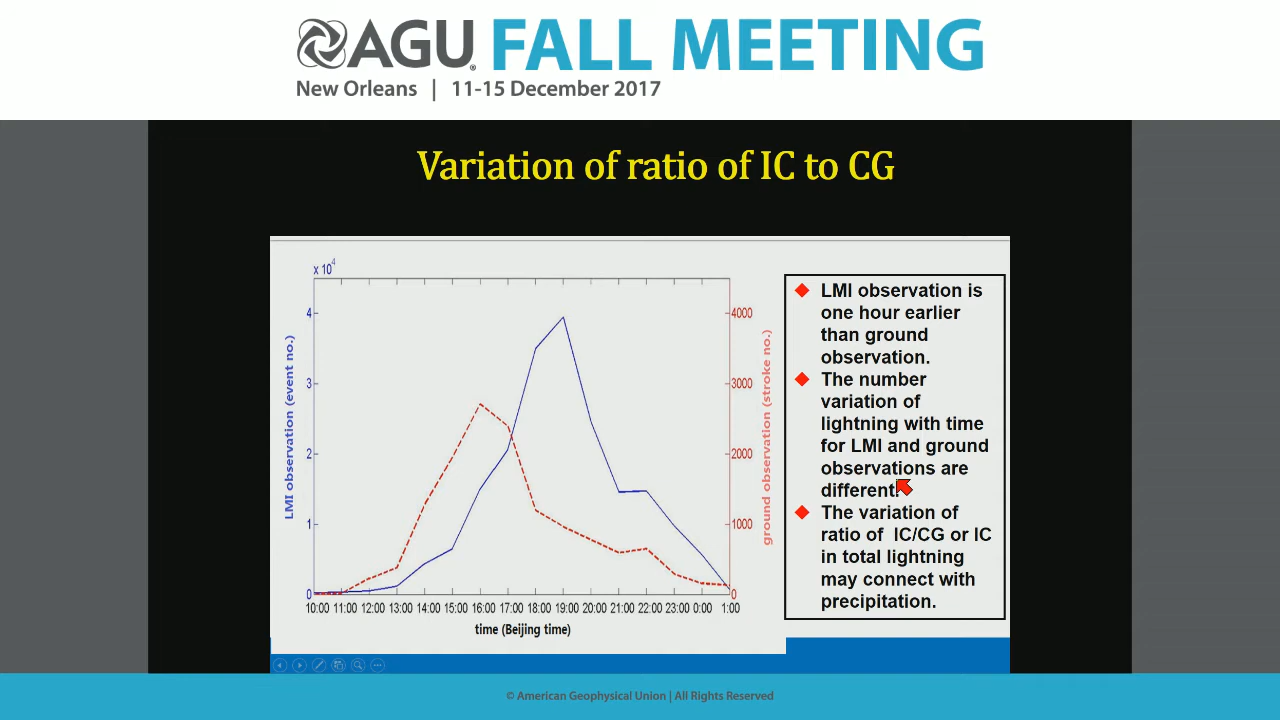 AGU FALL MEETING
New Orleans | 11-15 December 2017
Variation of ratio of IC to CG
x 10^4
4
3
2
1
0
LMI observation (event no.)
4000
3000
2000
1000
0
ground observation (stroke no.)
10:00 11:00 12:00 13:00 14:00 15:00 16:00 17:00 18:00 19:00 20:00 21:00 22:00 23:00 0:00 1:00
time (Beijing time)
LMI observation is
one hour earlier
than ground
observation.
The number
variation of
lightning with time
for LMI and ground
observations are
different.
The variation of
ratio of IC/CG or IC
in total lightning
may connect with
precipitation.
© American Geophysical Union | All Rights Reserved